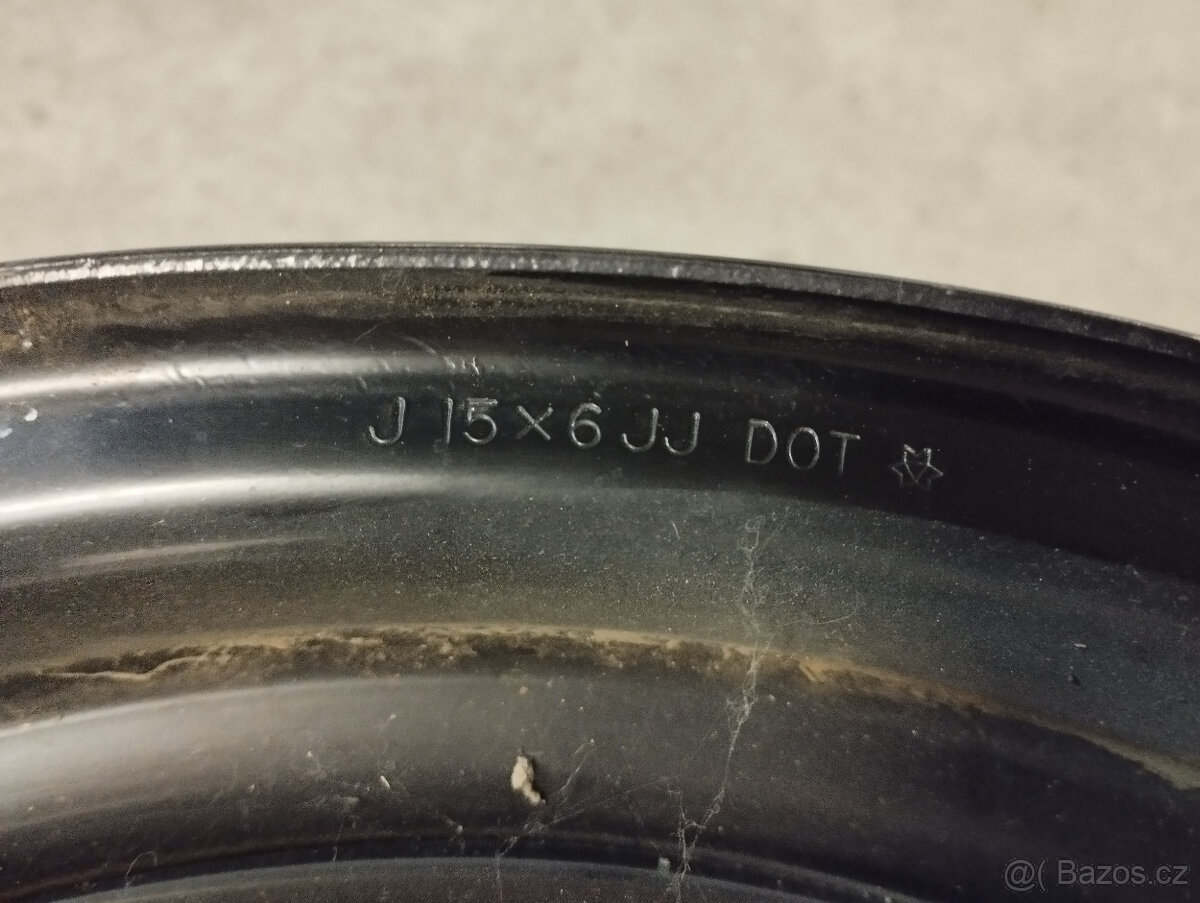 J 15×6 JJ DOT
@( Bazos.cz